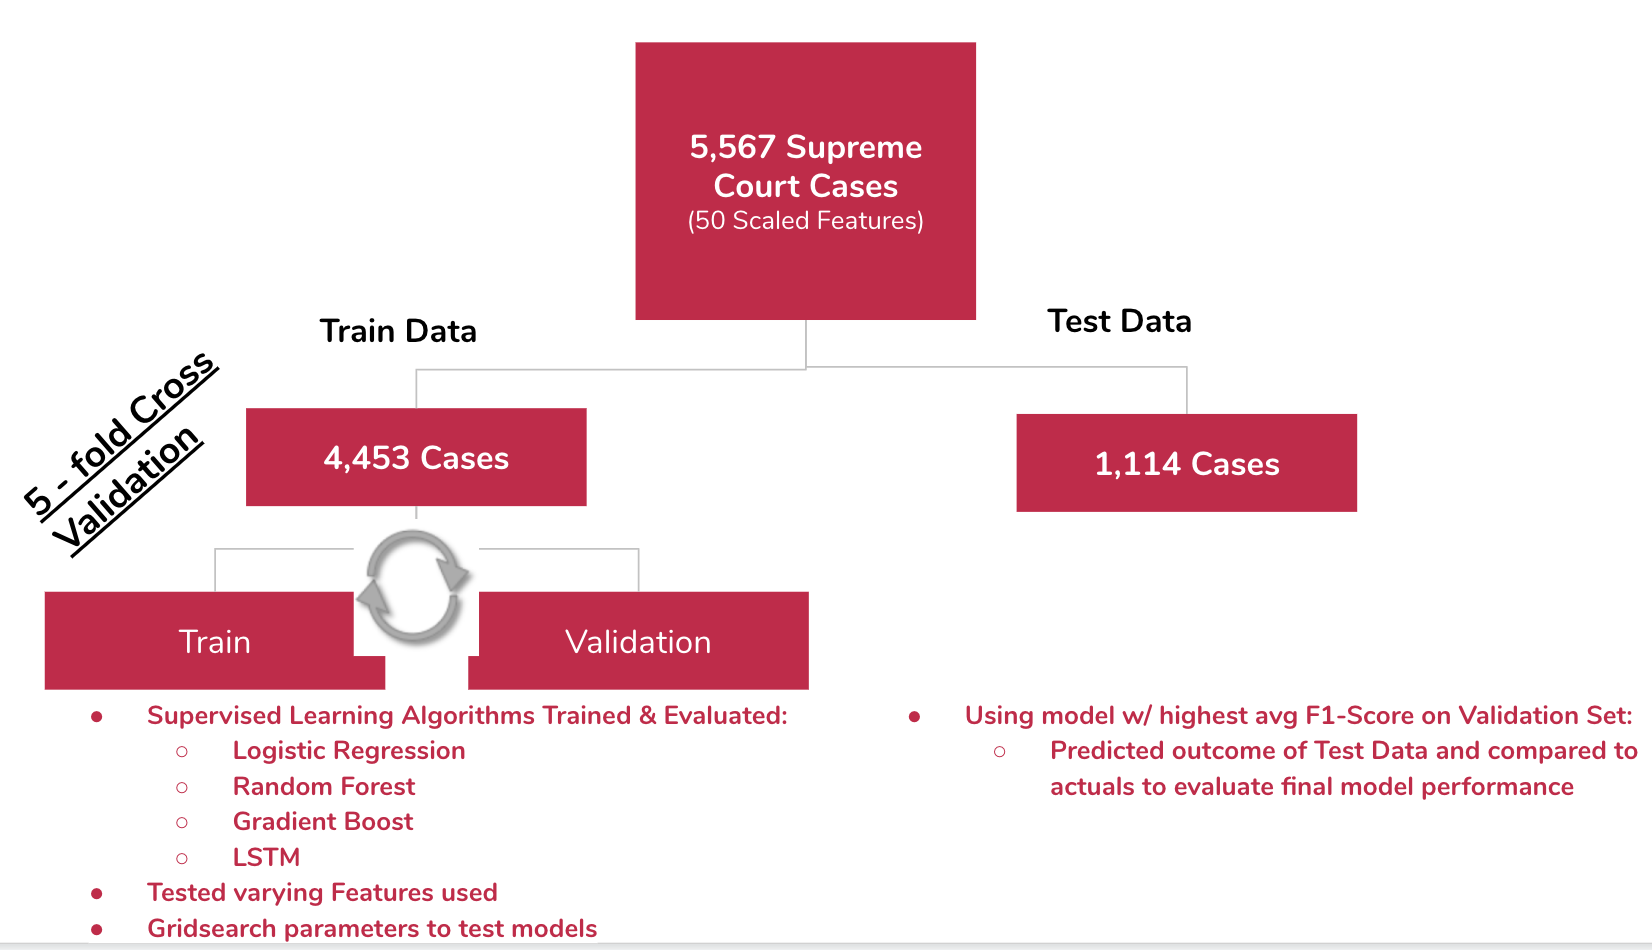 5,567 Supreme
Court Cases
(50 Scaled Features)
Train Data
Test Data
5 - fold Cross
Validation
4,453 Cases
1,114 Cases
Train
Validation
● Supervised Learning Algorithms Trained & Evaluated:
○ Logistic Regression
○ Random Forest
○ Gradient Boost
○ LSTM
● Tested varying Features used
● Gridsearch parameters to test models
● Using model w/ highest avg F1-Score on Validation Set:
○ Predicted outcome of Test Data and compared to
actuals to evaluate final model performance